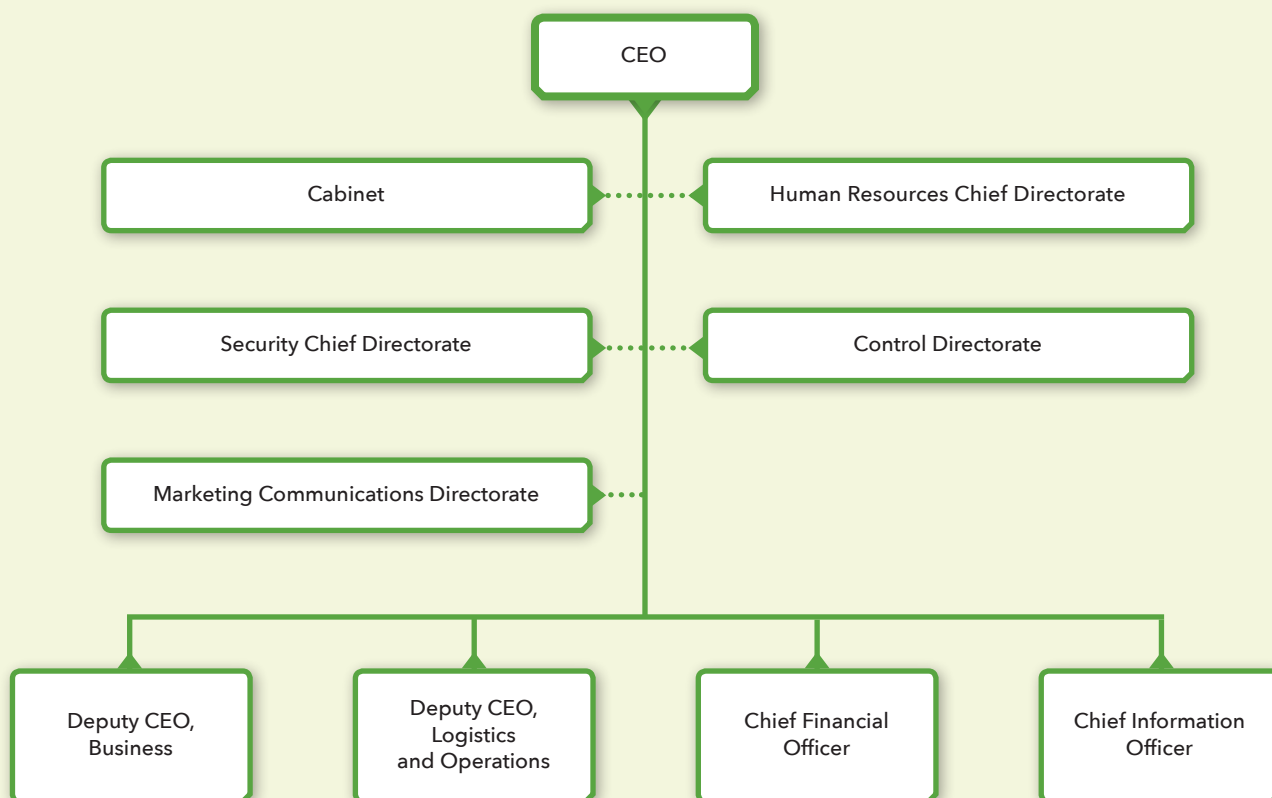 CEO
Cabinet
Human Resources Chief Directorate
Security Chief Directorate
Control Directorate
Marketing Communications Directorate
Deputy CEO,
Business
Deputy CEO,
Logistics
and Operations
Chief Financial
Officer
Chief Information
Officer